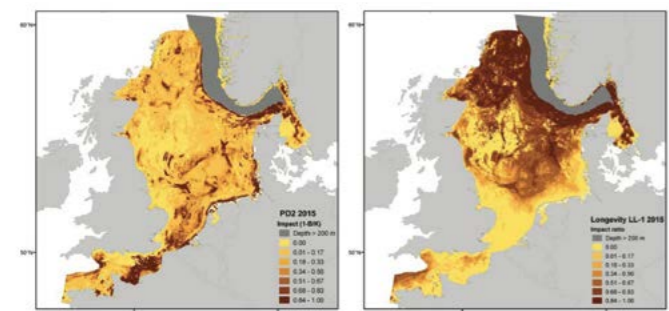 60°N
50°N
PD2 2015
Impact (1-B/K)
Depth > 200 m
0.00
0.01 - 0.17
0.18 - 0.33
0.34 - 0.50
0.51 - 0.67
0.68 - 0.83
0.84 - 1.00
60°N
50°N
Longevity LL-1 2015
Impact ratio
Depth > 200 m
0.00
0.01 - 0.17
0.18 - 0.33
0.34 - 0.50
0.51 - 0.67
0.68 - 0.83
0.84 - 1.00